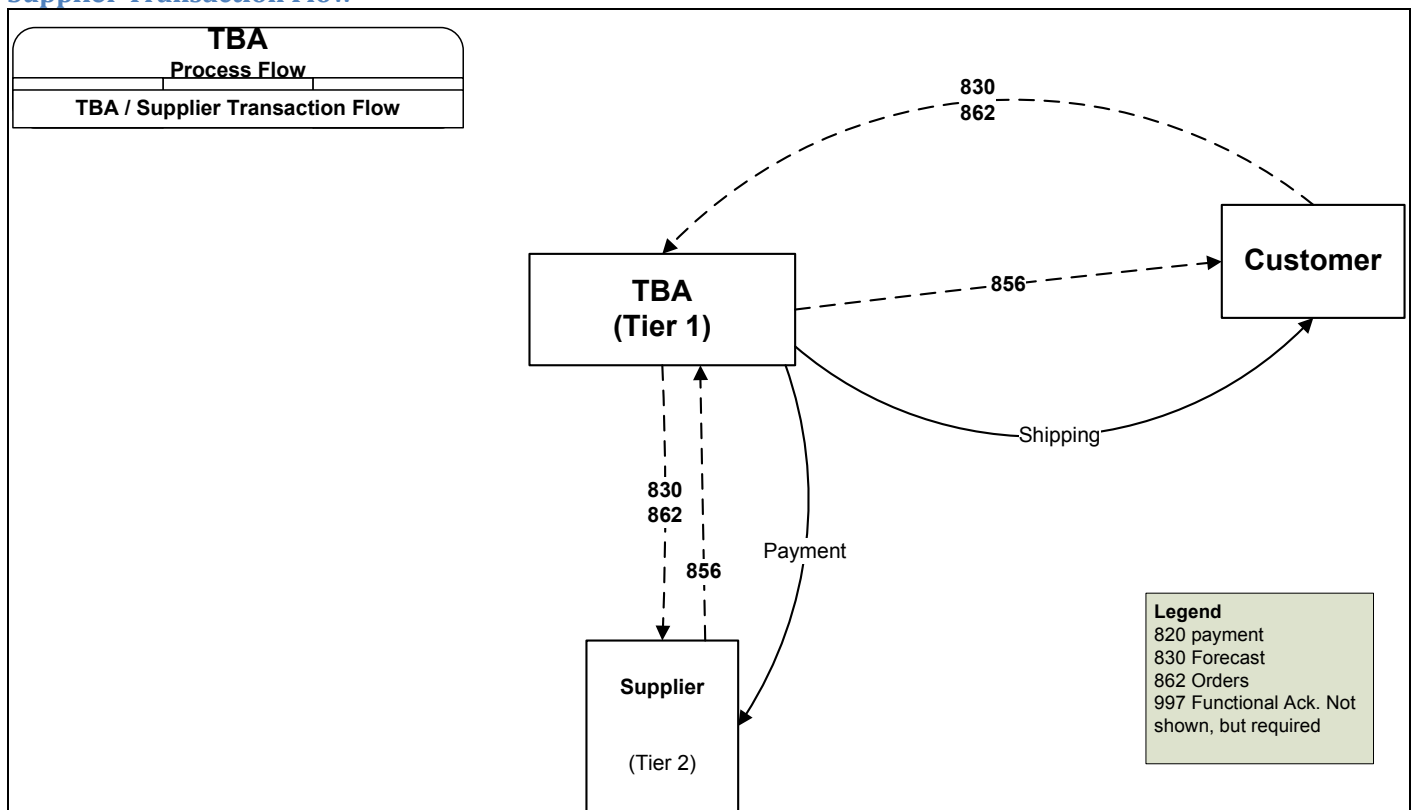 Supplier Transaction Flow
TBA
Process Flow
TBA / Supplier Transaction Flow
830
862
Customer
TBA
(Tier 1)
856
Shipping
830
862
856
Payment
Supplier
(Tier 2)
Legend
820 payment
830 Forecast
862 Orders
997 Functional Ack. Not
shown, but required